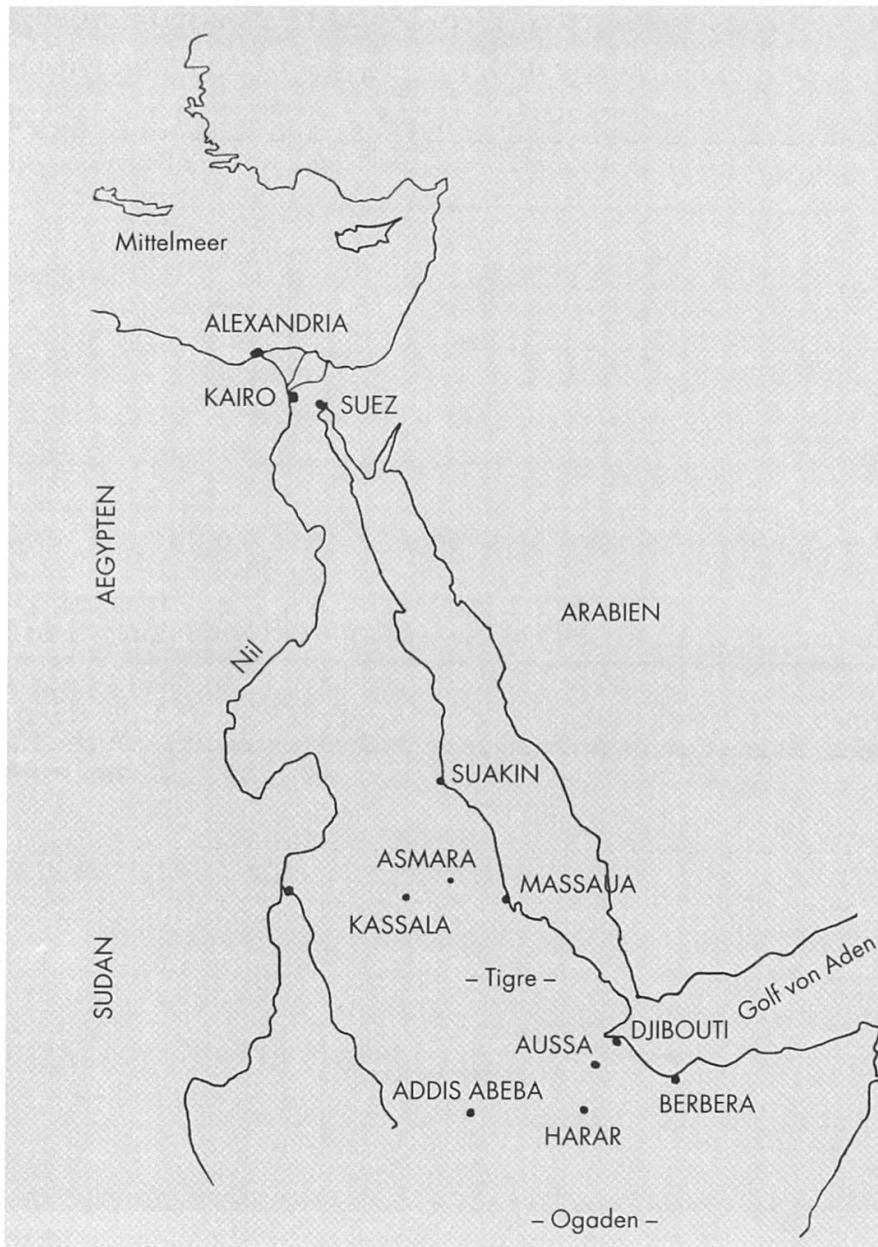 Mittelmeer
ALEXANDRIA
KAIRO
SUEZ
AEGYPTEN
ARABIEN
Nil
SUAKIN
ASMARA
MASSAUA
KASSALA
SUDAN
– Tigre –
Golf von Aden
DJIBOUTI
AUSSA
ADDIS ABEBA
BERBERA
HARAR
– Ogaden –